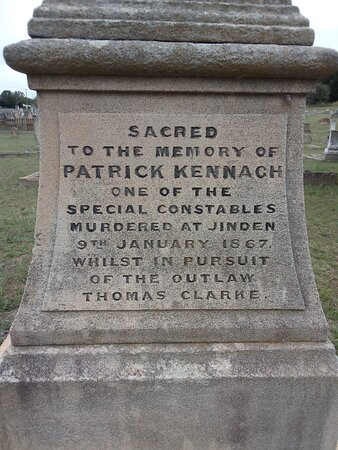 SACRED
TO THE MEMORY OF
PATRICK KENNAGH
ONE OF THE
SPECIAL CONSTABLES
MURDERED AT JINDEN
9TH JANUARY 1867
WHILST IN PURSUIT
OF THE OUTLAW
THOMAS CLARKE.